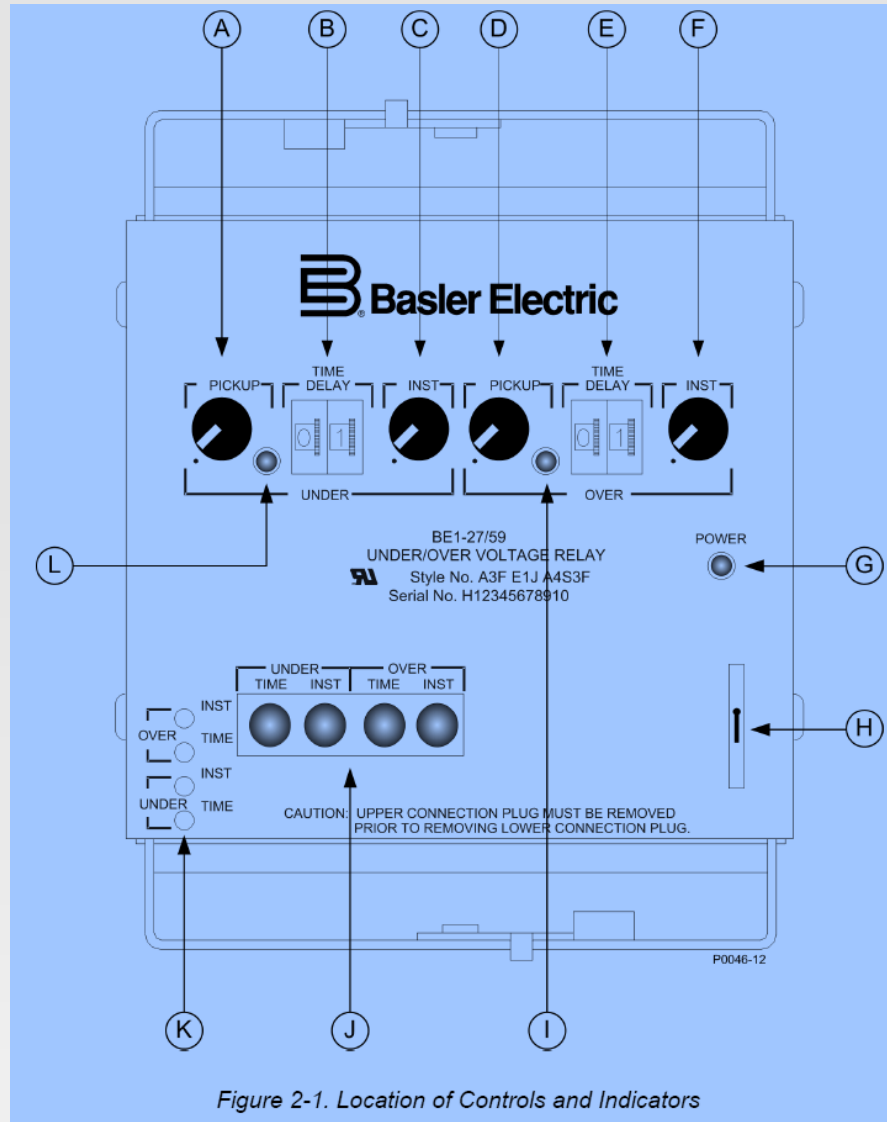 A B C D E F
B® Basler Electric
PICKUP TIME DELAY INST PICKUP TIME DELAY INST
0 1 0 1
UNDER OVER
BE1-27/59
UNDER/OVER VOLTAGE RELAY
Style No. A3F E1J A4S3F
Serial No. H12345678910
POWER
L
G
UNDER OVER
TIME INST TIME INST
INST
OVER
TIME
INST
UNDER
TIME
H
CAUTION: UPPER CONNECTION PLUG MUST BE REMOVED
PRIOR TO REMOVING LOWER CONNECTION PLUG.
P0046-12
K J I
Figure 2-1. Location of Controls and Indicators